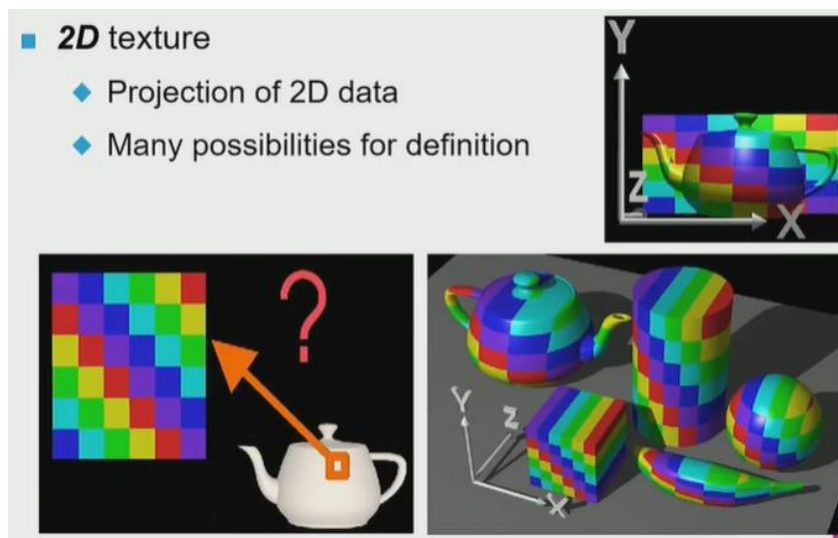 2D texture
Projection of 2D data
Many possibilities for definition
Y
Z
X
?
Y
Z
X